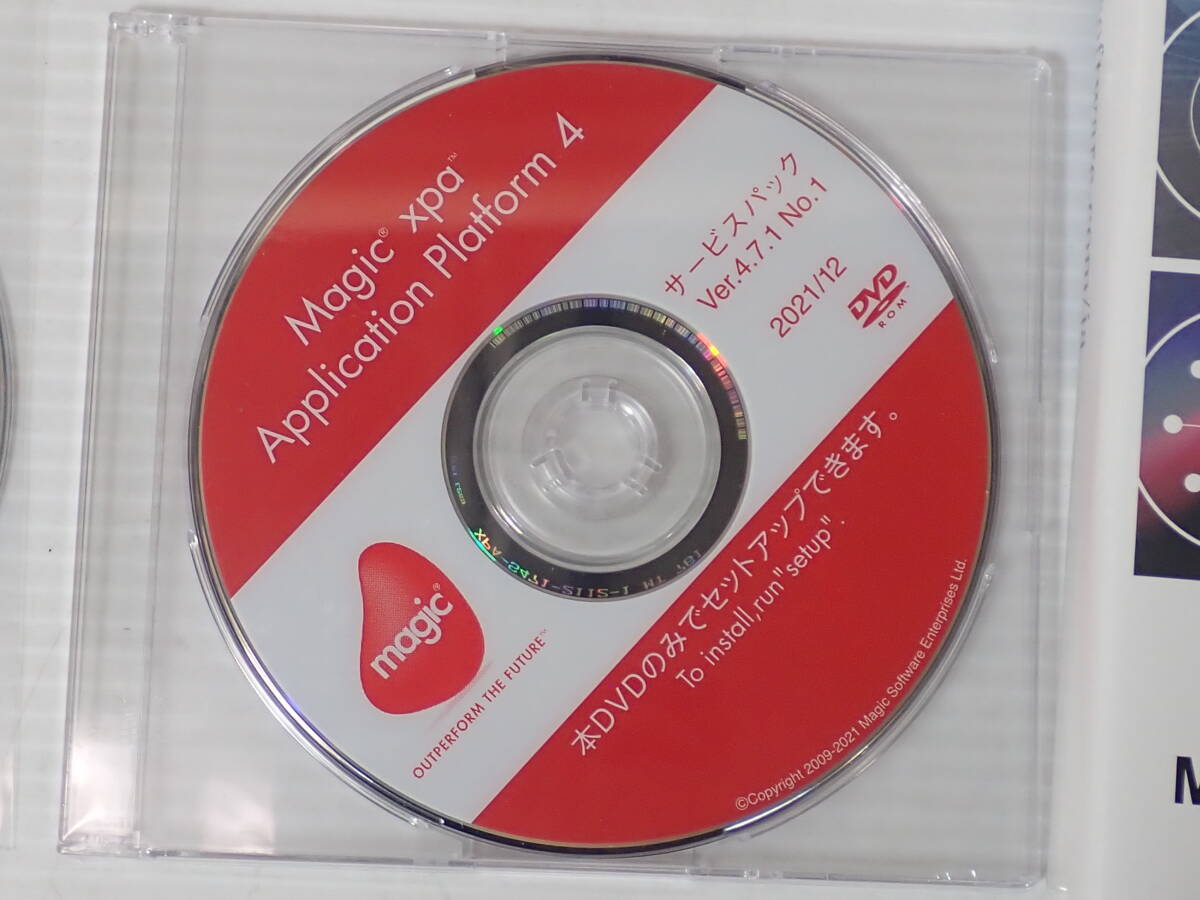 Magic® xpa™
Application Platform 4
サービスパック
Ver.4.7.1 No.1
2021/12
DVD
ROM
magic®
OUTPERFORM THE FUTURE™
本DVDのみでセットアップできます。
To install,run"setup".
©Copyright 2009-2021 Magic Software Enterprises Ltd.
M